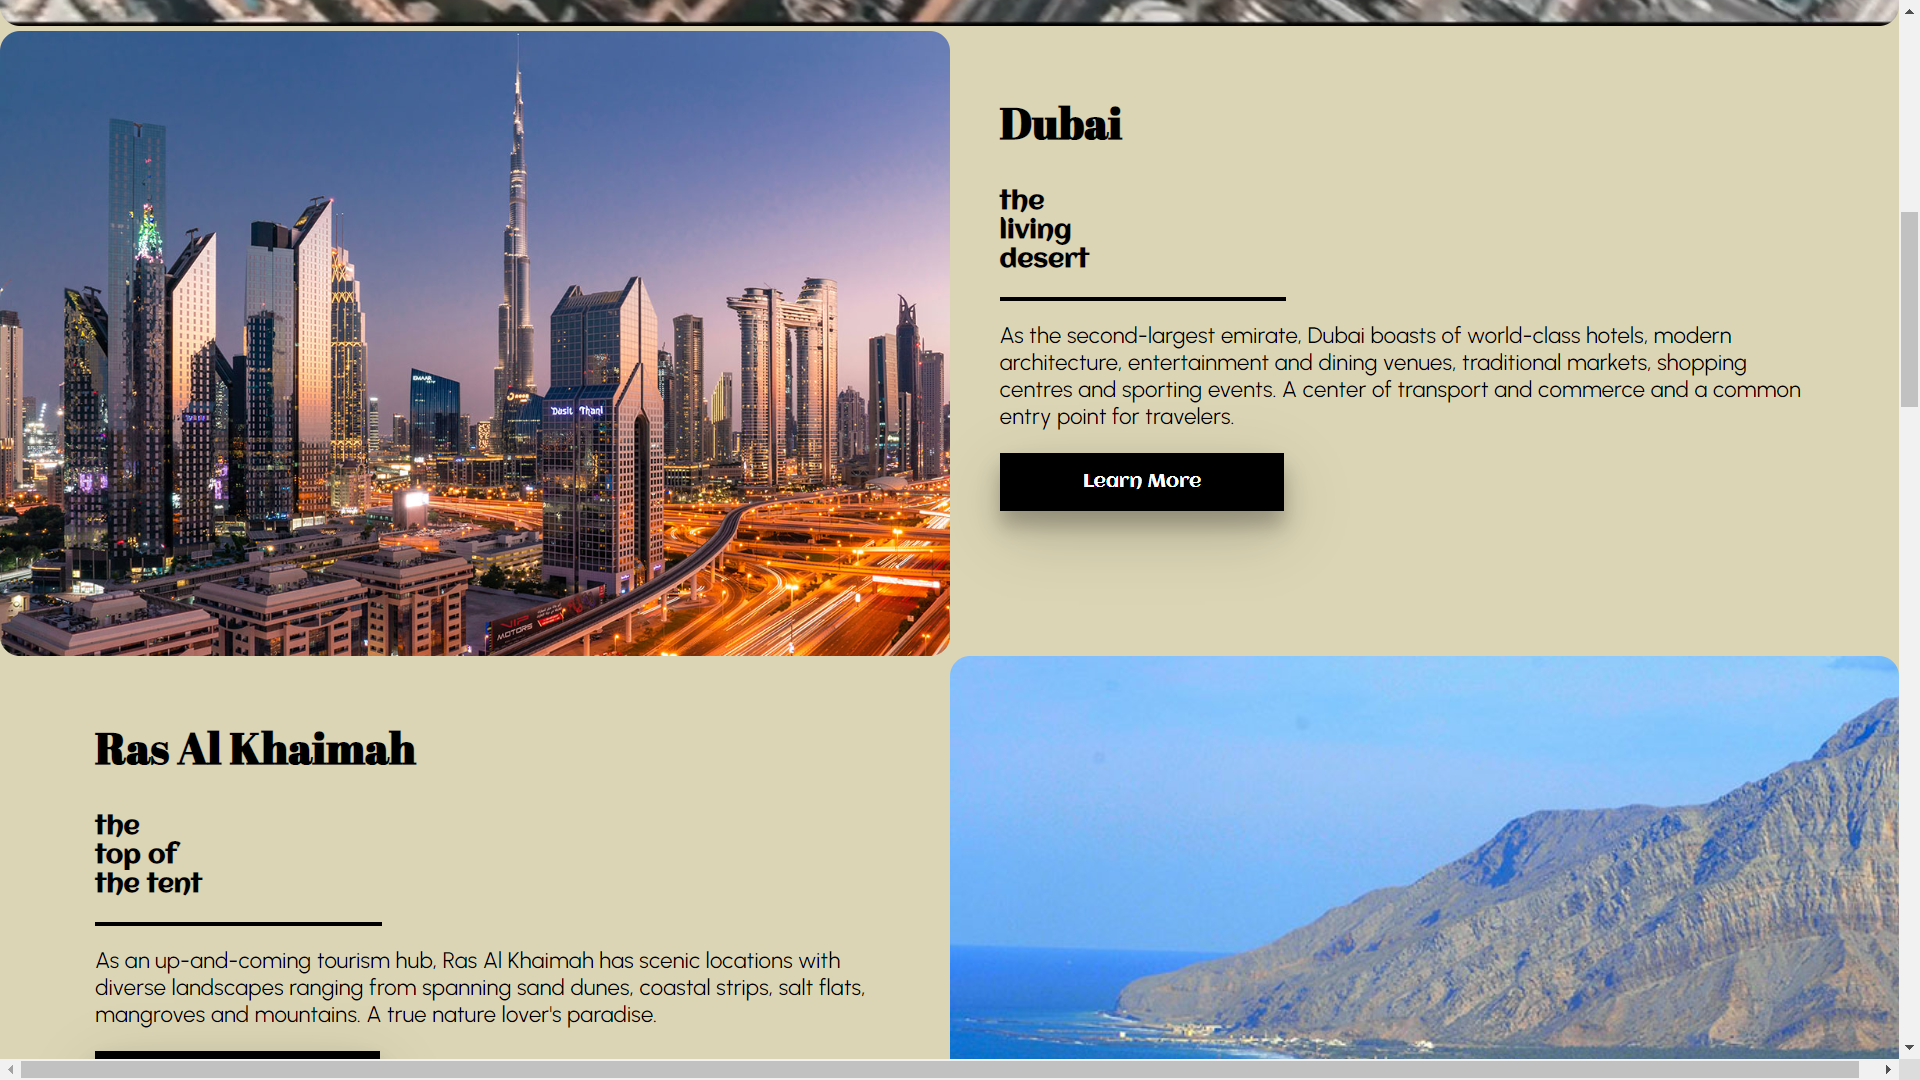 Dubai
the
living
desert
As the second-largest emirate, Dubai boasts of world-class hotels, modern
architecture, entertainment and dining venues, traditional markets, shopping
centres and sporting events. A center of transport and commerce and a common
entry point for travelers.
Learn More
EMAAR
Dusit Thani
VIP
MOTORS
Ras Al Khaimah
the
top of
the tent
As an up-and-coming tourism hub, Ras Al Khaimah has scenic locations with
diverse landscapes ranging from spanning sand dunes, coastal strips, salt flats,
mangroves and mountains. A true nature lover's paradise.